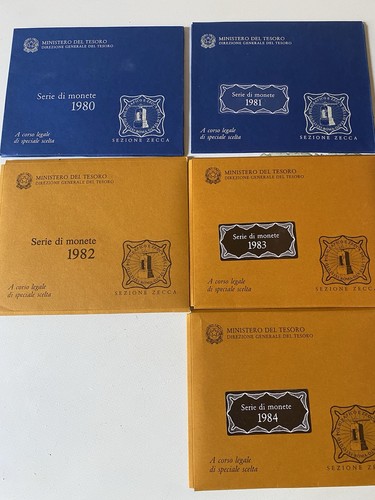 MINISTERO DEL TESORO
DIREZIONE GENERALE DEL TESORO
Serie di monete
1980
A corso legale
di speciale scelta
SEZIONE ZECCA
MINISTERO DEL TESORO
DIREZIONE GENERALE DEL TESORO
Serie di monete
1981
A corso legale
di speciale scelta
SEZIONE ZECCA
MINISTERO DEL TESORO
DIREZIONE GENERALE DEL TESORO
Serie di monete
1982
A corso legale
di speciale scelta
SEZIONE ZECCA
MINISTERO DEL TESORO
DIREZIONE GENERALE DEL TESORO
Serie di monete
1983
A corso legale
di speciale scelta
SEZIONE ZECC
MINISTERO DEL TESORO
DIREZIONE GENERALE DEL TESORO
Serie di monete
1984
A corso legale
di speciale scelta
SEZIONE ZE